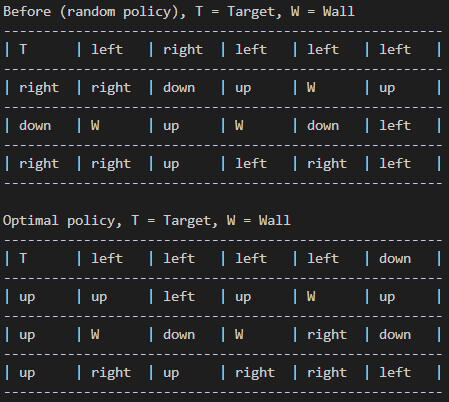 Before (random policy), T = Target, W = Wall
-------------------------------------------------------
| T | left | right | left | left | left |
-------------------------------------------------------
| right | right | down | up | W | up |
-------------------------------------------------------
| down | W | up | W | down | left |
-------------------------------------------------------
| right | right | up | left | right | left |
-------------------------------------------------------
Optimal policy, T = Target, W = Wall
-------------------------------------------------------
| T | left | left | left | left | down |
-------------------------------------------------------
| up | up | left | up | W | up |
-------------------------------------------------------
| up | W | down | W | right | down |
-------------------------------------------------------
| up | right | up | right | right | left |
-------------------------------------------------------